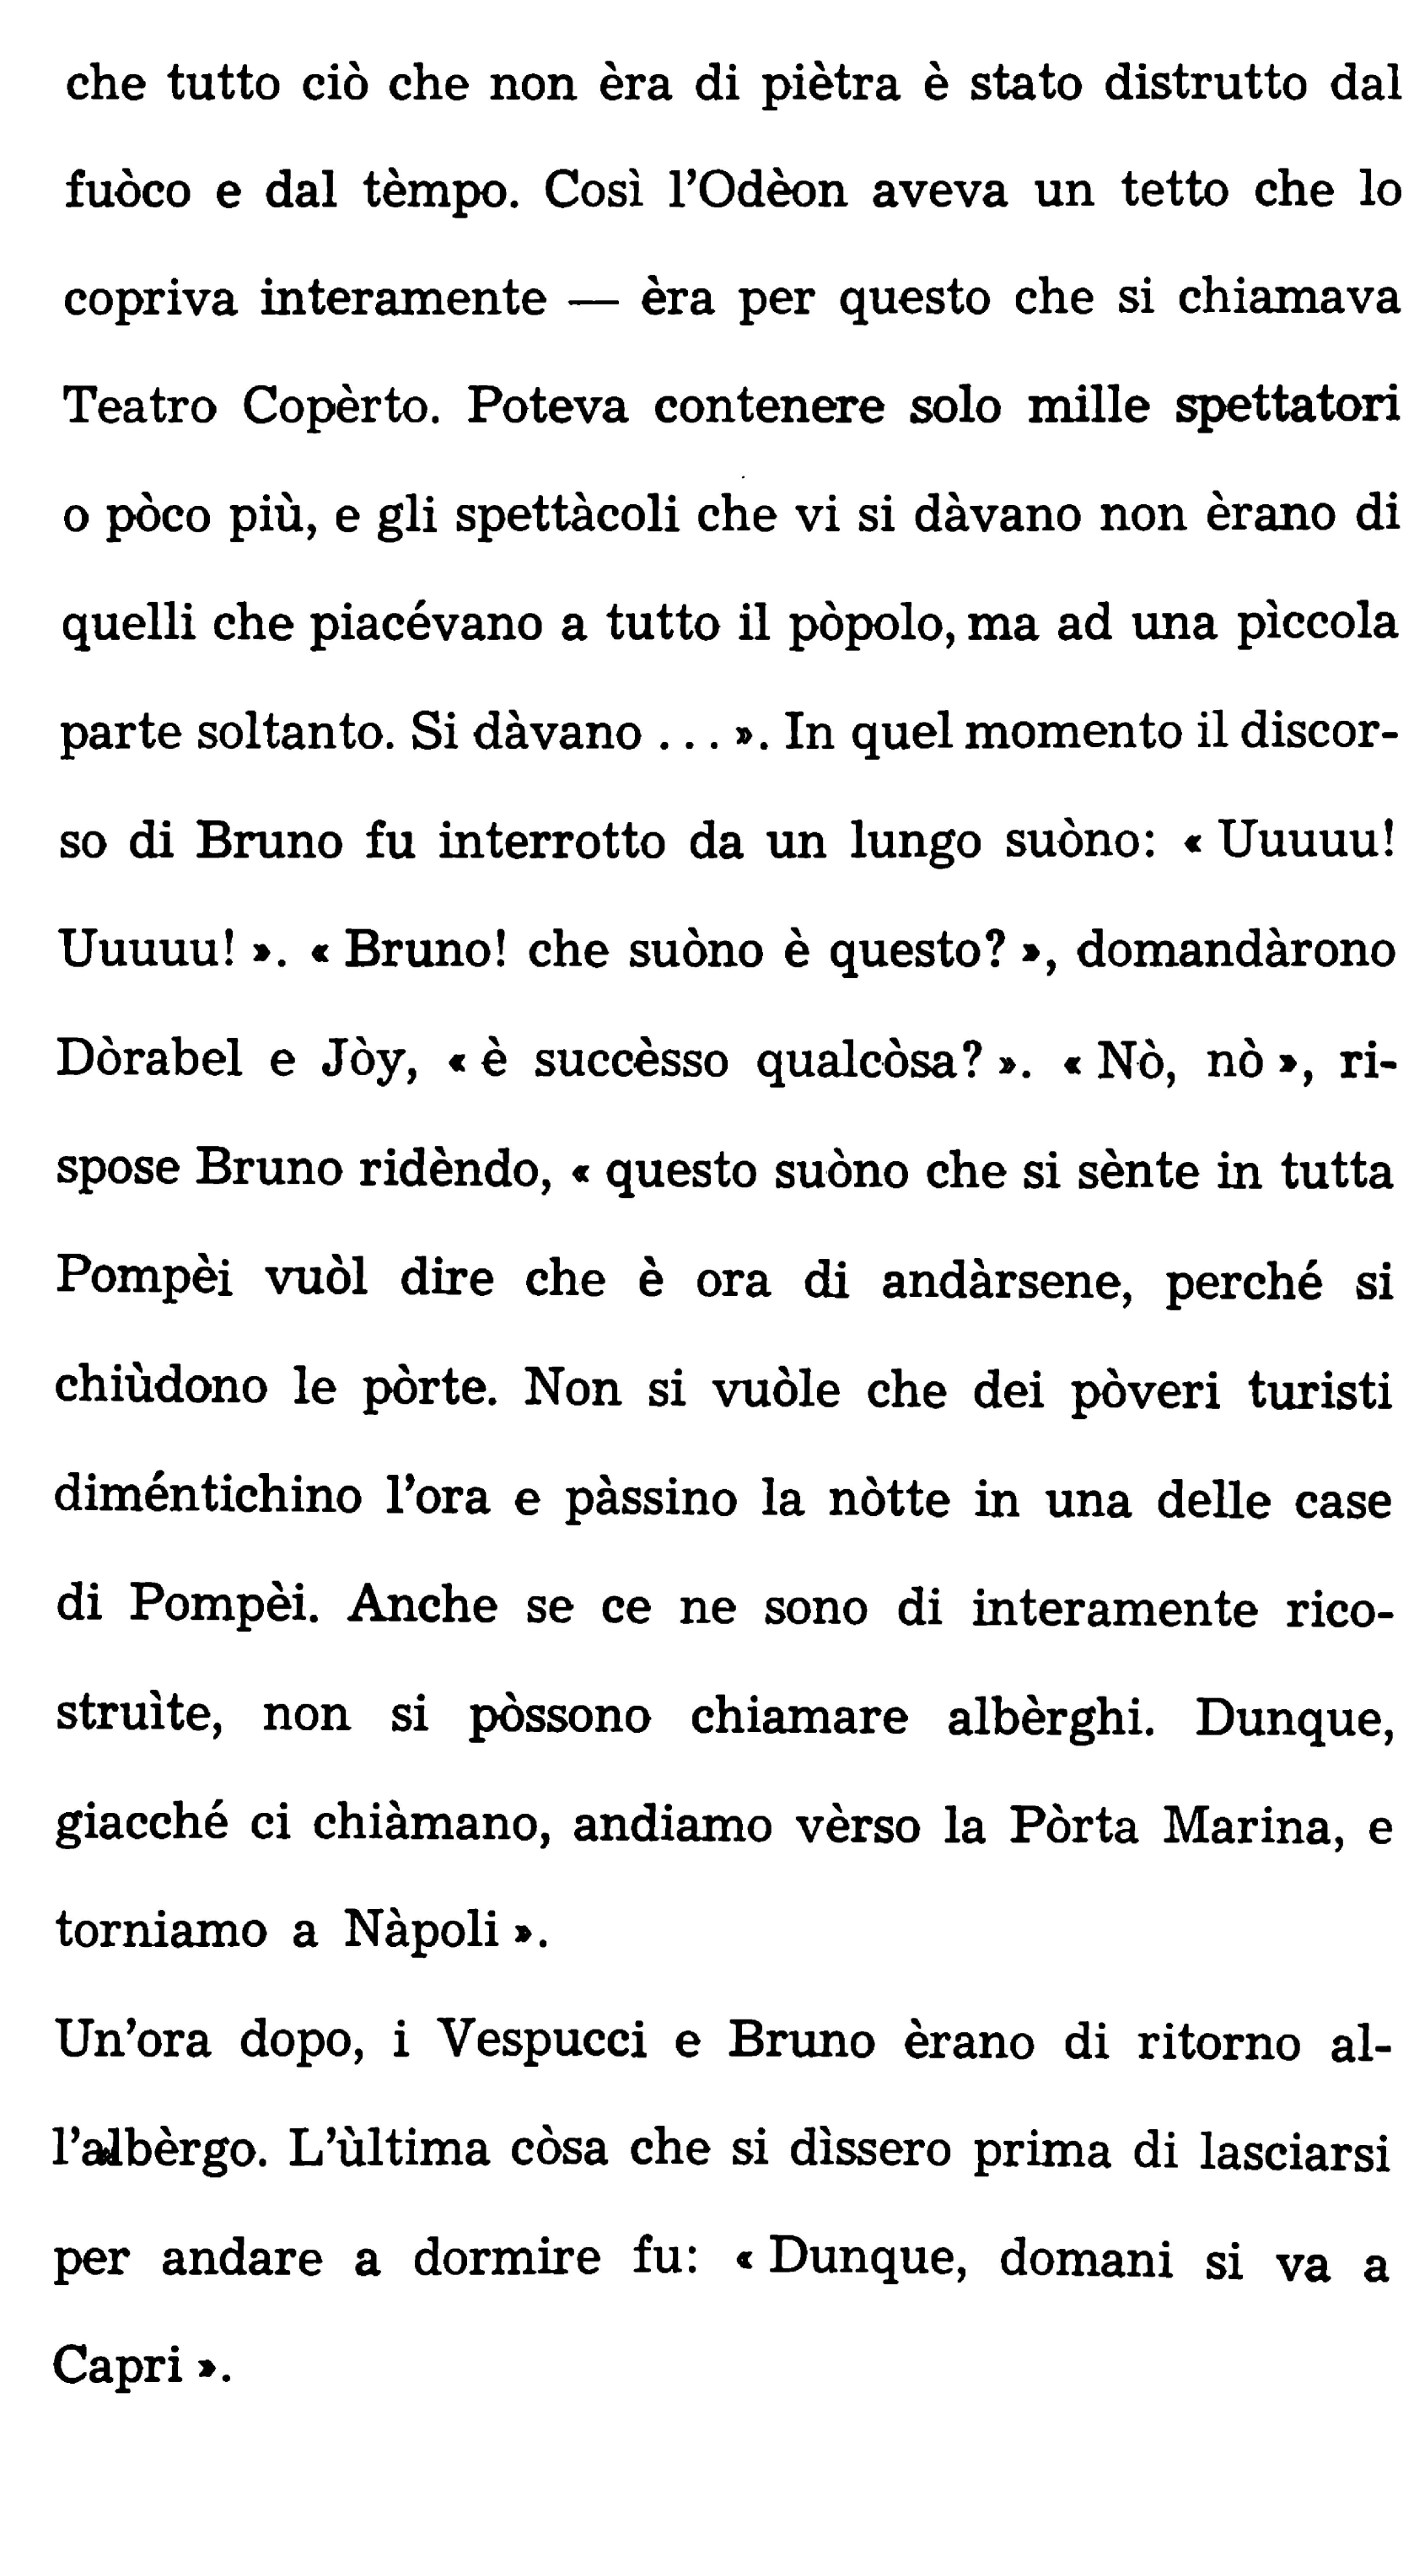 che tutto ciò che non èra di piètra è stato distrutto dal
fuòco e dal tèmpo. Così l’Odèon aveva un tetto che lo
copriva interamente — èra per questo che si chiamava
Teatro Copèrto. Poteva contenere solo mille spettatori
o pòco più, e gli spettàcoli che vi si dàvano non èrano di
quelli che piacévano a tutto il pòpolo, ma ad una pìccola
parte soltanto. Si dàvano . . . ». In quel momento il discor-
so di Bruno fu interrotto da un lungo suòno: « Uuuuu!
Uuuuu! ». « Bruno! che suòno è questo? », domandàrono
Dòrabel e Jòy, « è succèsso qualcòsa? ». « Nò, nò », ri-
spose Bruno ridèndo, « questo suòno che si sènte in tutta
Pompèi vuòl dire che è ora di andàrsene, perché si
chiùdono le pòrte. Non si vuòle che dei pòveri turisti
diméntichino l’ora e pàssino la nòtte in una delle case
di Pompèi. Anche se ce ne sono di interamente rico-
struìte, non si pòssono chiamare albèrghi. Dunque,
giacché ci chiàmano, andiamo vèrso la Pòrta Marina, e
torniamo a Nàpoli ».
Un’ora dopo, i Vespucci e Bruno èrano di ritorno al-
l’albèrgo. L’ùltima còsa che si dìssero prima di lasciarsi
per andare a dormire fu: « Dunque, domani si va a
Capri ».